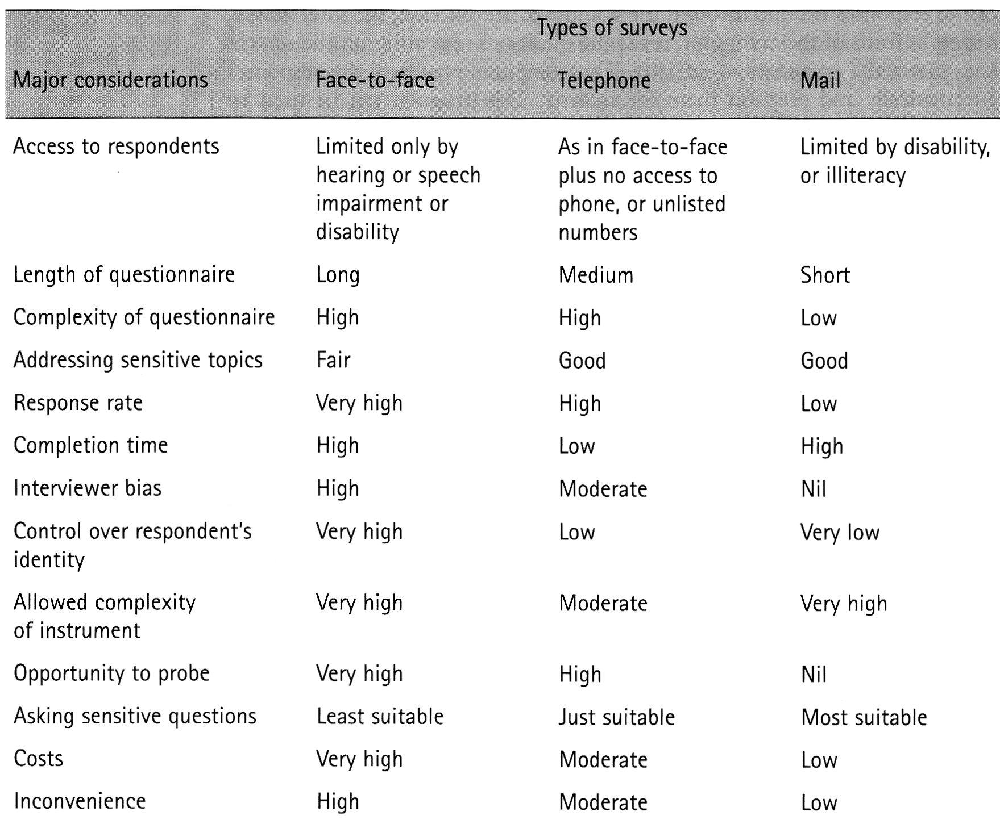 Types of surveys
Major considerations Face-to-face Telephone Mail
Access to respondents Limited only by As in face-to-face Limited by disability,
hearing or speech plus no access to or illiteracy
impairment or phone, or unlisted
disability numbers
Length of questionnaire Long Medium Short
Complexity of questionnaire High High Low
Addressing sensitive topics Fair Good Good
Response rate Very high High Low
Completion time High Low High
Interviewer bias High Moderate Nil
Control over respondent's Very high Low Very low
identity
Allowed complexity Very high Moderate Very high
of instrument
Opportunity to probe Very high High Nil
Asking sensitive questions Least suitable Just suitable Most suitable
Costs Very high Moderate Low
Inconvenience High Moderate Low